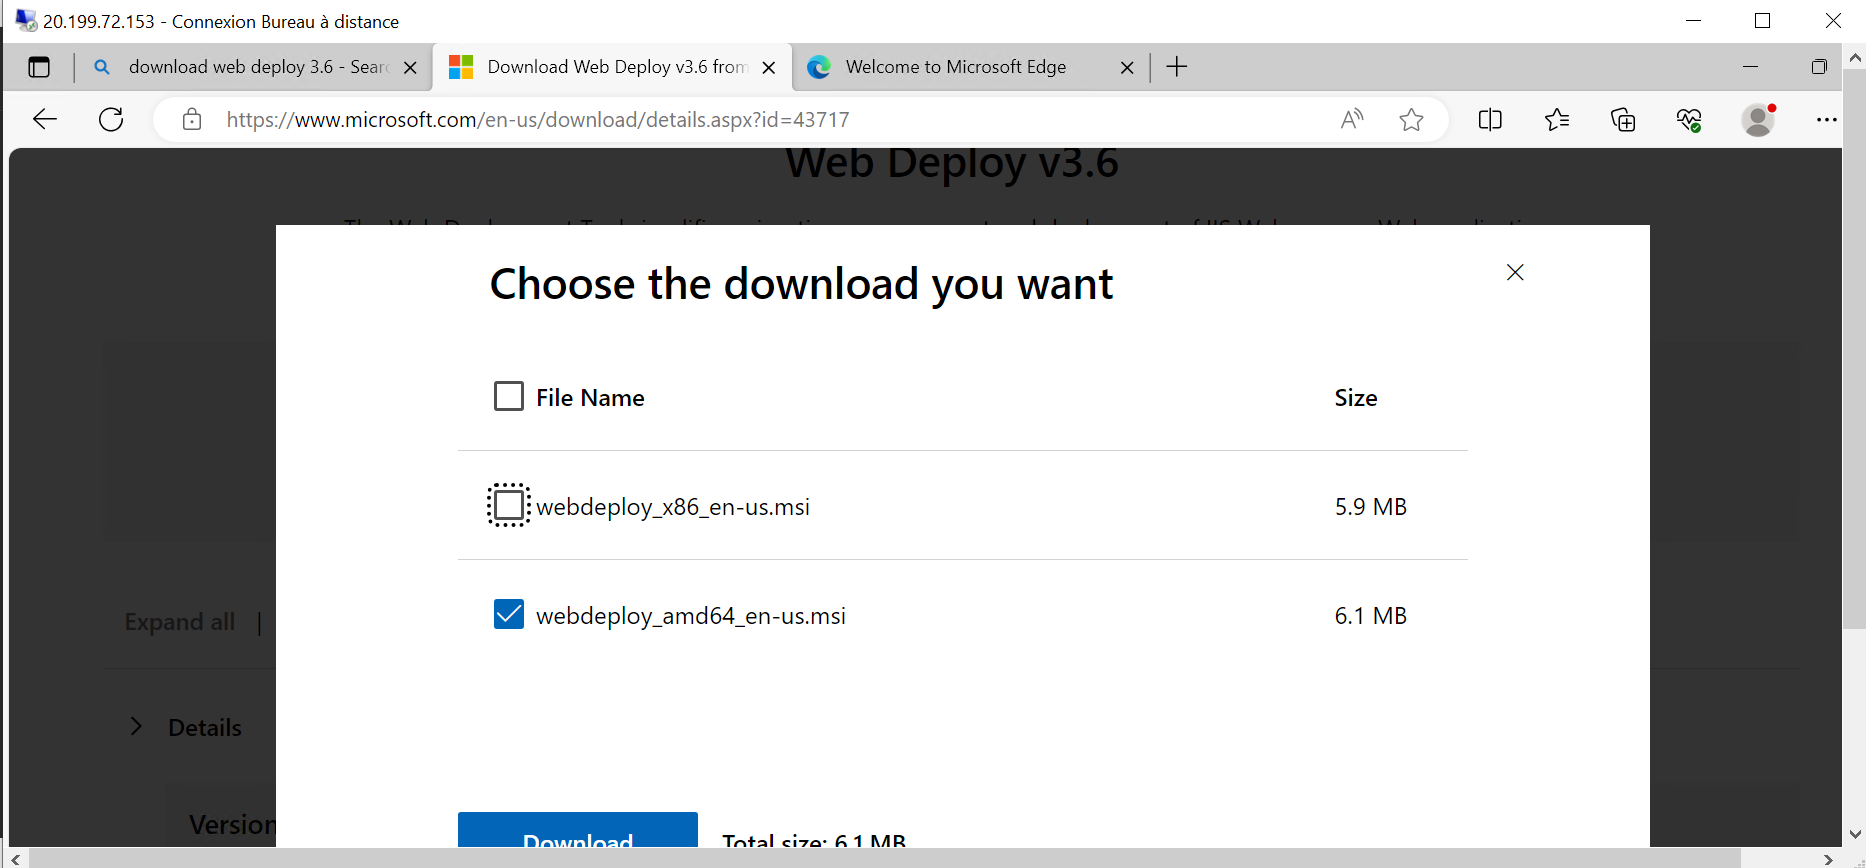 20.199.72.153 - Connexion Bureau à distance
download web deploy 3.6 - Sear
Download Web Deploy v3.6 from
Welcome to Microsoft Edge
https://www.microsoft.com/en-us/download/details.aspx?id=43717
Web Deploy v3.6
Choose the download you want
File Name Size
webdeploy_x86_en-us.msi 5.9 MB
webdeploy_amd64_en-us.msi 6.1 MB
Expand all |
Details
Version
Download Total size: 6.1 MB